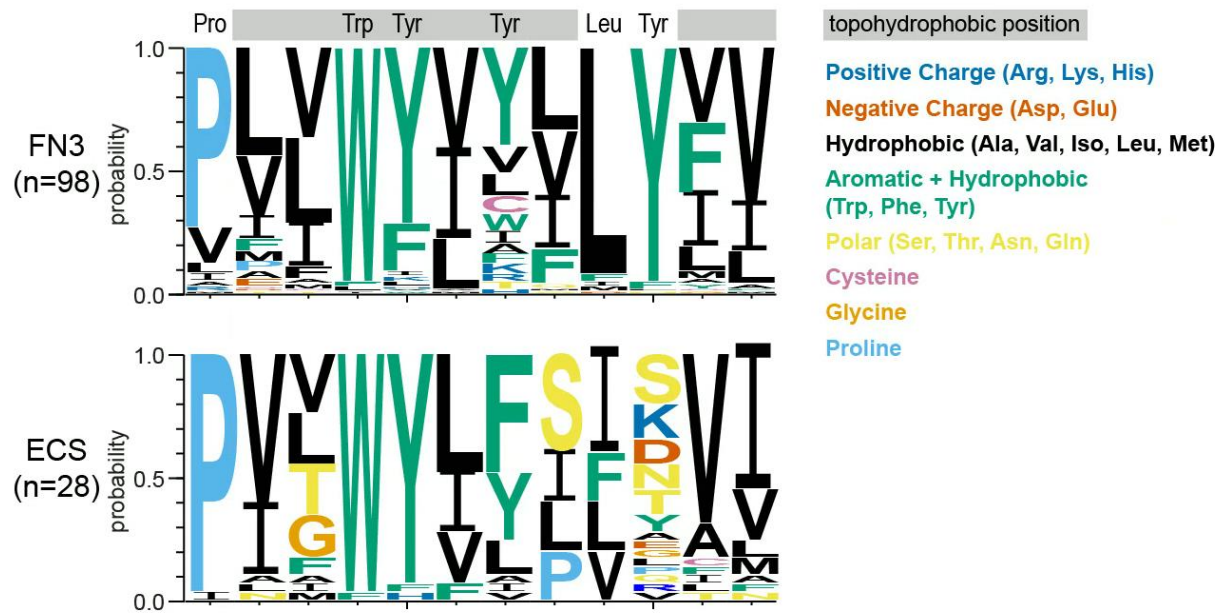 Pro Trp Tyr Tyr Leu Tyr
topohydrophobic position
Positive Charge (Arg, Lys, His)
Negative Charge (Asp, Glu)
Hydrophobic (Ala, Val, Iso, Leu, Met)
Aromatic + Hydrophobic
(Trp, Phe, Tyr)
Polar (Ser, Thr, Asn, Gln)
Cysteine
Glycine
Proline
FN3
(n=98)
probability
1.0
0.5
0.0
P L V W Y V Y L L Y V V
V V L F I V V F I
I I L L L C I I L
F F W F L
M M I M
P A
A F
K
R
ECS
(n=28)
probability
1.0
0.5
0.0
P V V W Y L F S I S V I
I L I Y I F K A V
T V L L L D C L
G F P V N F M
F T I A
A A A Y L F
L I A T N
N M E
G
L
P
Q
R
V